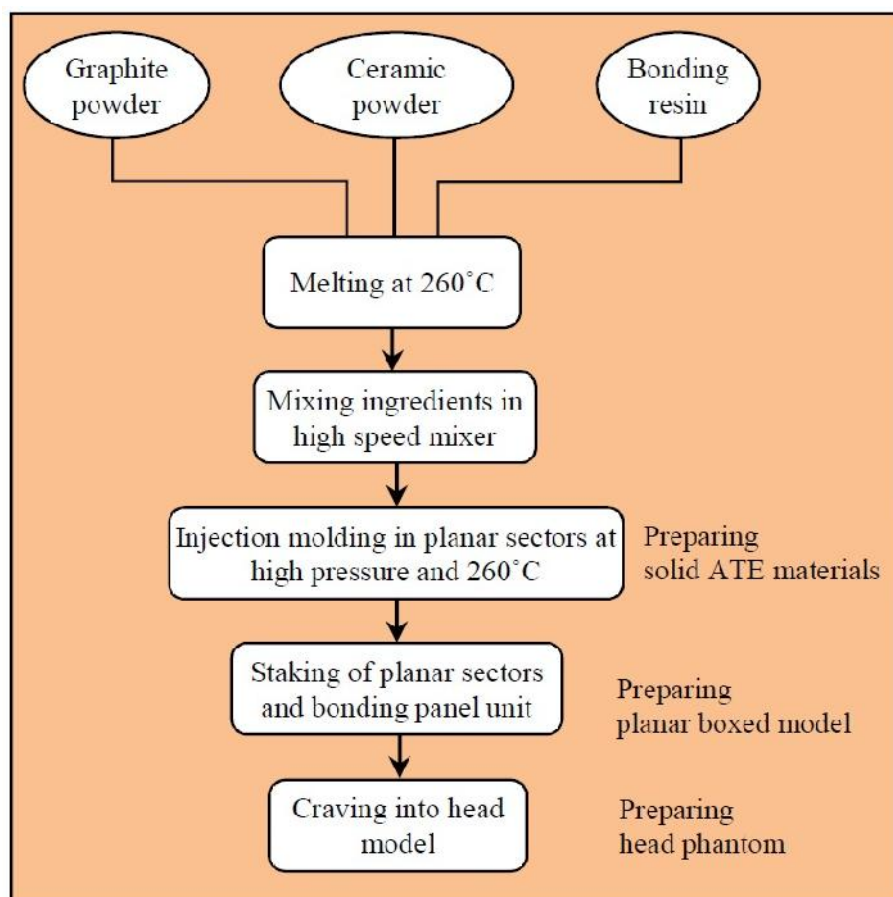 Graphite
powder
Ceramic
powder
Bonding
resin
Melting at 260˚C
Mixing ingredients in
high speed mixer
Injection molding in planar sectors at
high pressure and 260˚C
Preparing
solid ATE materials
Staking of planar sectors
and bonding panel unit
Preparing
planar boxed model
Craving into head
model
Preparing
head phantom